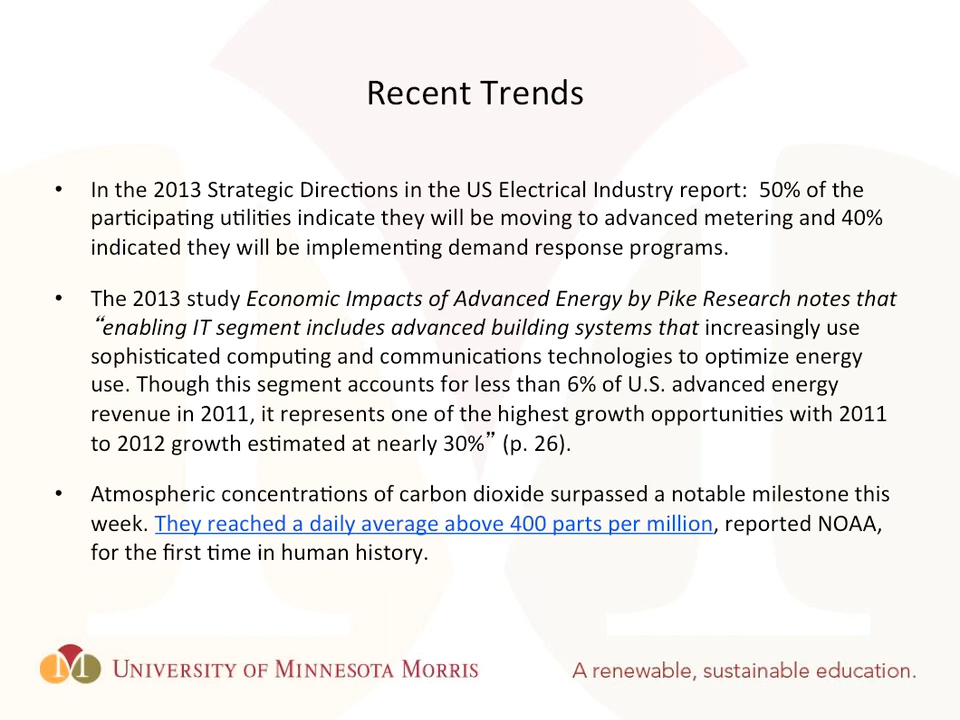 Recent Trends
• In the 2013 Strategic Directions in the US Electrical Industry report:  50% of the
participating utilities indicate they will be moving to advanced metering and 40%
indicated they will be implementing demand response programs.
• The 2013 study Economic Impacts of Advanced Energy by Pike Research notes that
“enabling IT segment includes advanced building systems that increasingly use
sophisticated computing and communications technologies to optimize energy
use. Though this segment accounts for less than 6% of U.S. advanced energy
revenue in 2011, it represents one of the highest growth opportunities with 2011
to 2012 growth estimated at nearly 30%” (p. 26).
• Atmospheric concentrations of carbon dioxide surpassed a notable milestone this
week. They reached a daily average above 400 parts per million, reported NOAA,
for the first time in human history.
M University of Minnesota Morris
A renewable, sustainable education.